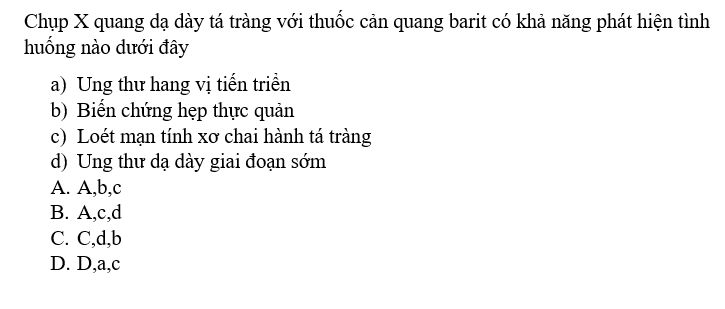 Chụp X quang dạ dày tá tràng với thuốc cản quang barit có khả năng phát hiện tình
huống nào dưới đây
a) Ung thư hang vị tiến triển
b) Biến chứng hẹp thực quản
c) Loét mạn tính xơ chai hành tá tràng
d) Ung thư dạ dày giai đoạn sớm
A. A,b,c
B. A,c,d
C. C,d,b
D. D,a,c